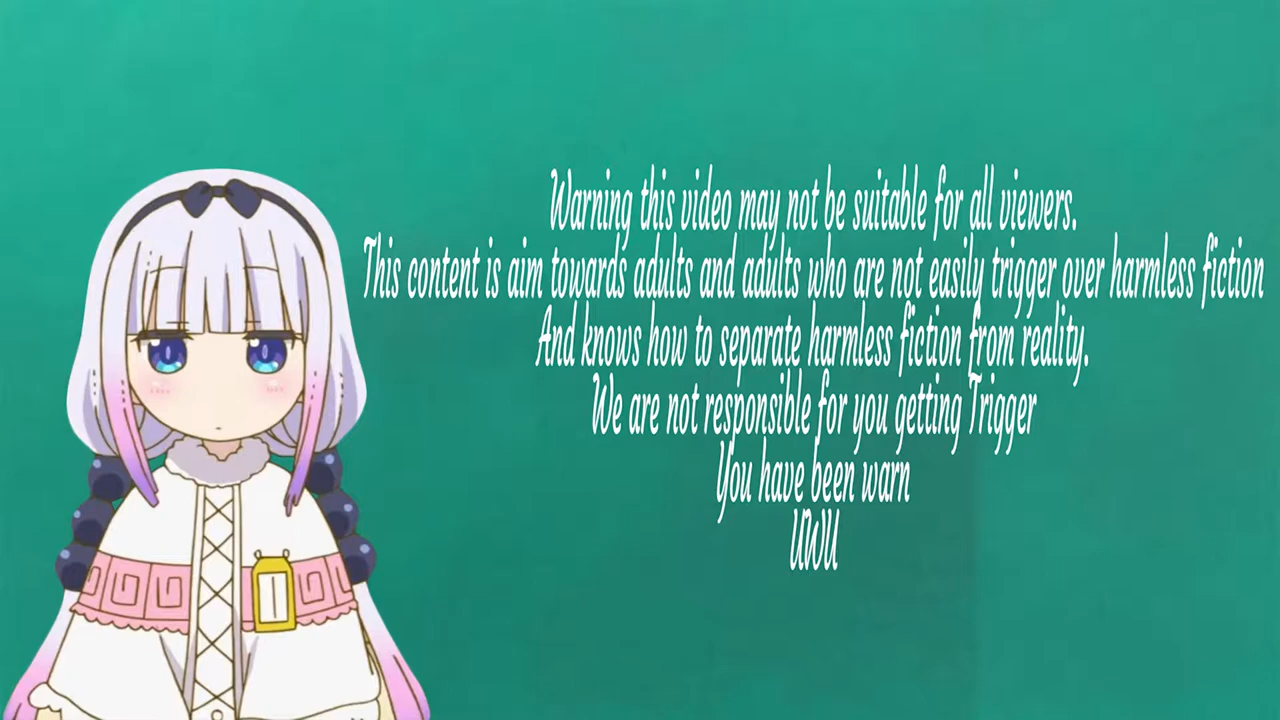 Warning this video may not be suitable for all viewers.
This content is aim towards adults and adults who are not easily trigger over harmless fiction
And knows how to separate harmless fiction from reality.
We are not responsible for you getting Trigger
You have been warn
UWU